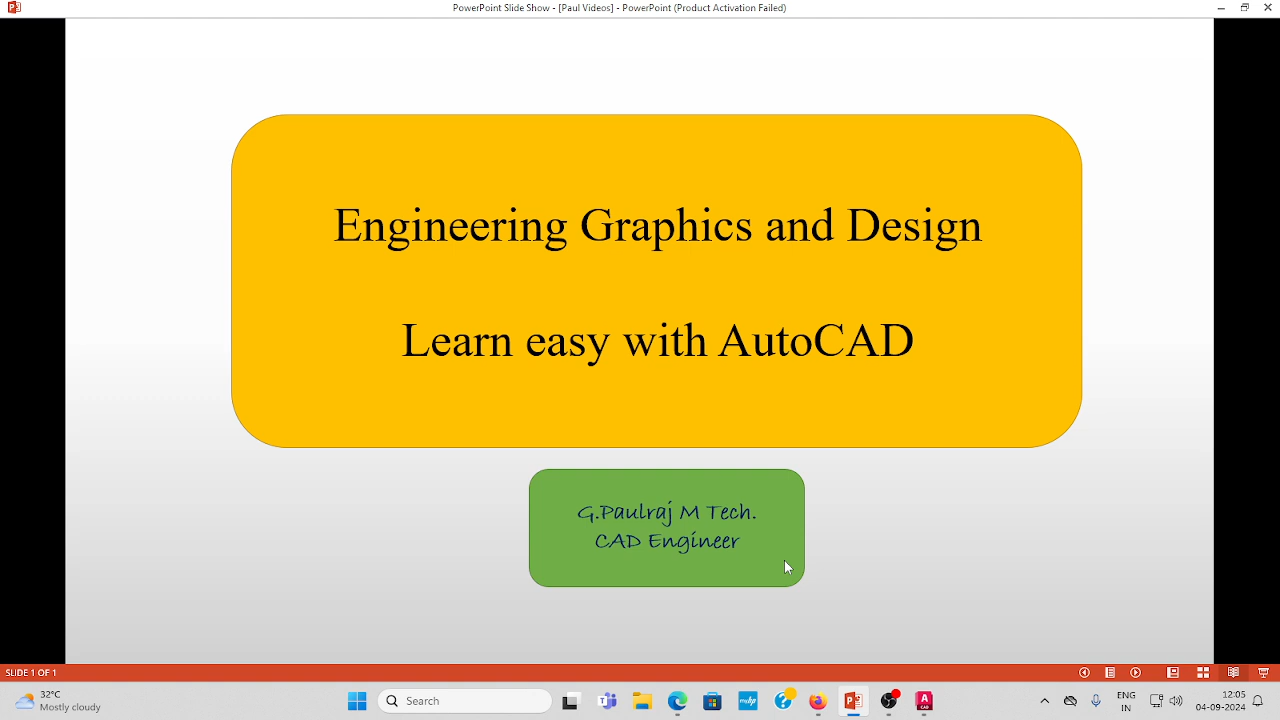 PowerPoint Slide Show - [Paul Videos] - PowerPoint (Product Activation Failed)
Engineering Graphics and Design
Learn easy with AutoCAD
G.Paulraj M Tech.
CAD Engineer
SLIDE 1 OF 1
32°C
Mostly cloudy
Search
ENG
IN
12:05
04-09-2024